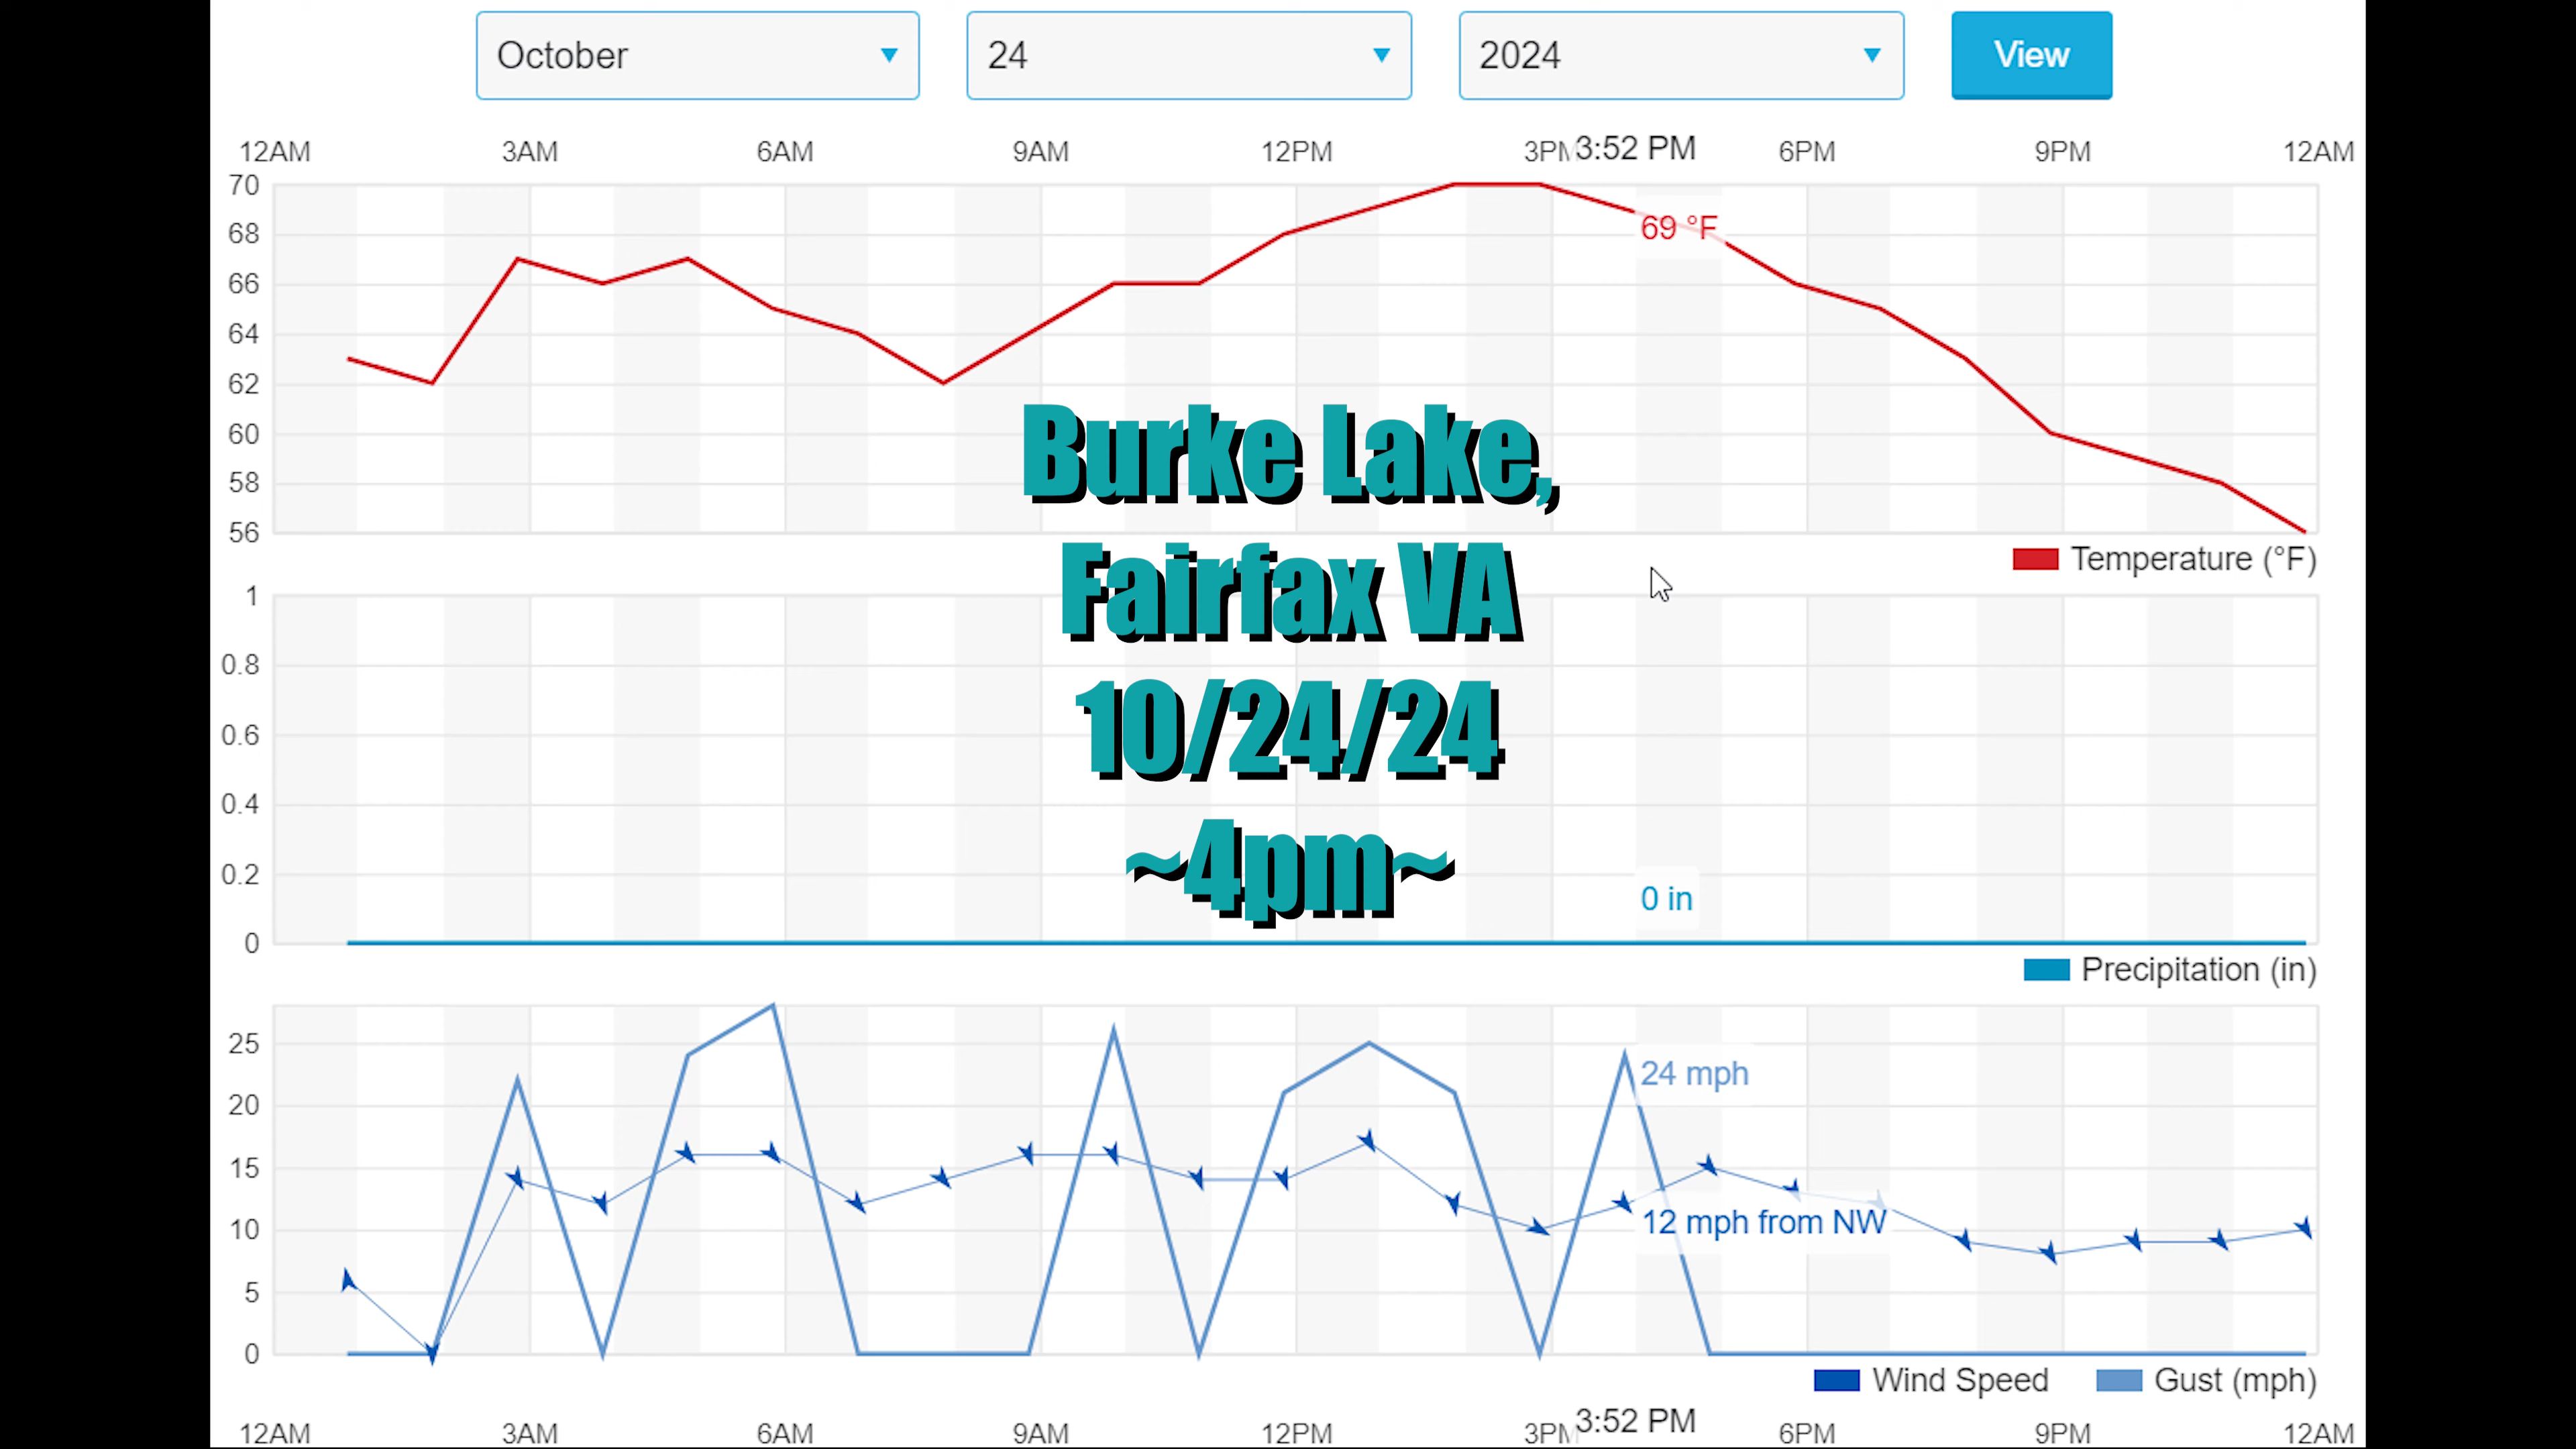 October 24 2024 View
12AM 3AM 6AM 9AM 12PM 3PM 3:52 PM 6PM 9PM 12AM
70
68
66
64
62
60
58
56
69 °F
Temperature (°F)
Burke Lake,
Fairfax VA
10/24/24
~4pm~
1
0.8
0.6
0.4
0.2
0
0 in
Precipitation (in)
25
20
15
10
5
0
24 mph
12 mph from NW
Wind Speed Gust (mph)
12AM 3AM 6AM 9AM 12PM 3PM 3:52 PM 6PM 9PM 12AM